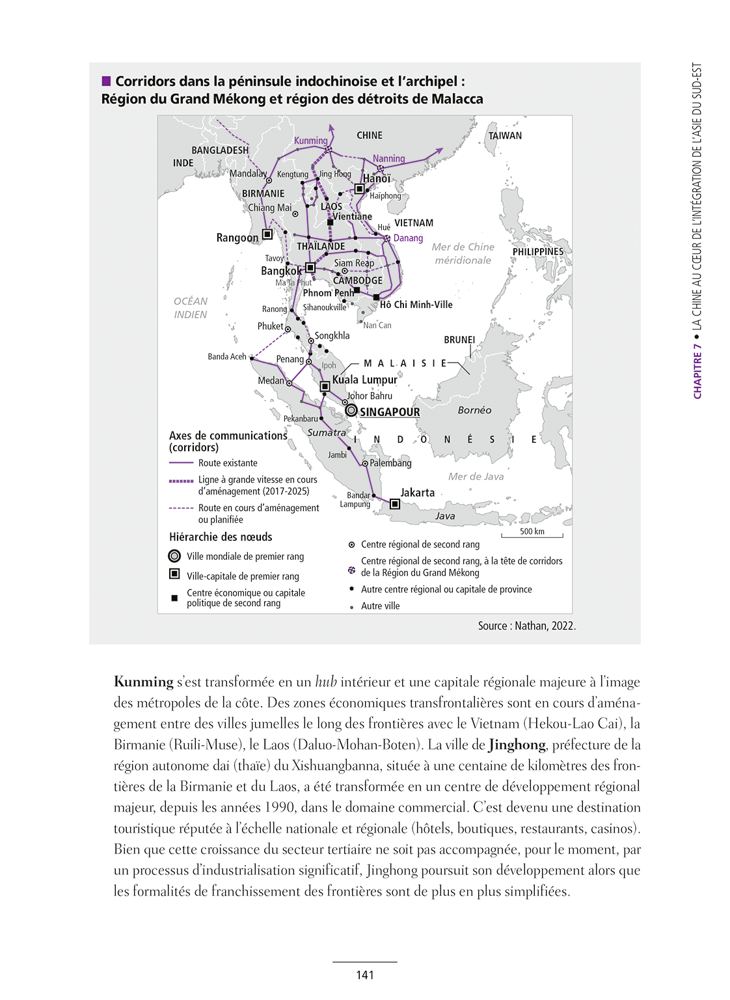 ■ Corridors dans la péninsule indochinoise et l'archipel :
Région du Grand Mékong et région des détroits de Malacca
CHINE
TAIWAN
Kunming
BANGLADESH
Nanning
INDE
Mandalay
Kengtung
Jing Hong
Hanoï
BIRMANIE
Haïphong
Chiang Mai
LAOS
Vientiane
Hué
VIETNAM
Rangoon
Danang
THAÏLANDE
Mer de Chine
méridionale
PHILIPPINES
Tavoy
Siam Reap
Bangkok
CAMBODGE
Ma Ta Phut
Phnom Penh
OCÉAN
INDIEN
Ranong
Sihanoukville
Hô Chi Minh-Ville
Phuket
Nan Can
Songkhla
BRUNEI
Banda Aceh
Penang
Ipoh
MALAISIE
Medan
Kuala Lumpur
Johor Bahru
SINGAPOUR
Bornéo
Pekanbaru
Sumatra
INDONÉSIE
Jambi
Palembang
Mer de Java
Bandar
Lampung
Jakarta
Java
500 km
Axes de communications
(corridors)
Route existante
Ligne à grande vitesse en cours
d'aménagement (2017-2025)
Route en cours d'aménagement
ou planifiée
Hiérarchie des nœuds
Ville mondiale de premier rang
Ville-capitale de premier rang
Centre économique ou capitale
politique de second rang
Centre régional de second rang
Centre régional de second rang, à la tête de corridors
de la Région du Grand Mékong
Autre centre régional ou capitale de province
Autre ville
Source : Nathan, 2022.
CHAPITRE 7 • LA CHINE AU CŒUR DE L'INTÉGRATION DE L'ASIE DU SUD-EST
Kunming s'est transformée en un hub intérieur et une capitale régionale majeure à l'image
des métropoles de la côte. Des zones économiques transfrontalières sont en cours d'aména-
gement entre des villes jumelles le long des frontières avec le Vietnam (Hekou-Lao Cai), la
Birmanie (Ruili-Muse), le Laos (Daluo-Mohan-Boten). La ville de Jinghong, préfecture de la
région autonome dai (thaïe) du Xishuangbanna, située à une centaine de kilomètres des fron-
tières de la Birmanie et du Laos, a été transformée en un centre de développement régional
majeur, depuis les années 1990, dans le domaine commercial. C'est devenu une destination
touristique réputée à l'échelle nationale et régionale (hôtels, boutiques, restaurants, casinos).
Bien que cette croissance du secteur tertiaire ne soit pas accompagnée, pour le moment, par
un processus d'industrialisation significatif, Jinghong poursuit son développement alors que
les formalités de franchissement des frontières sont de plus en plus simplifiées.
141